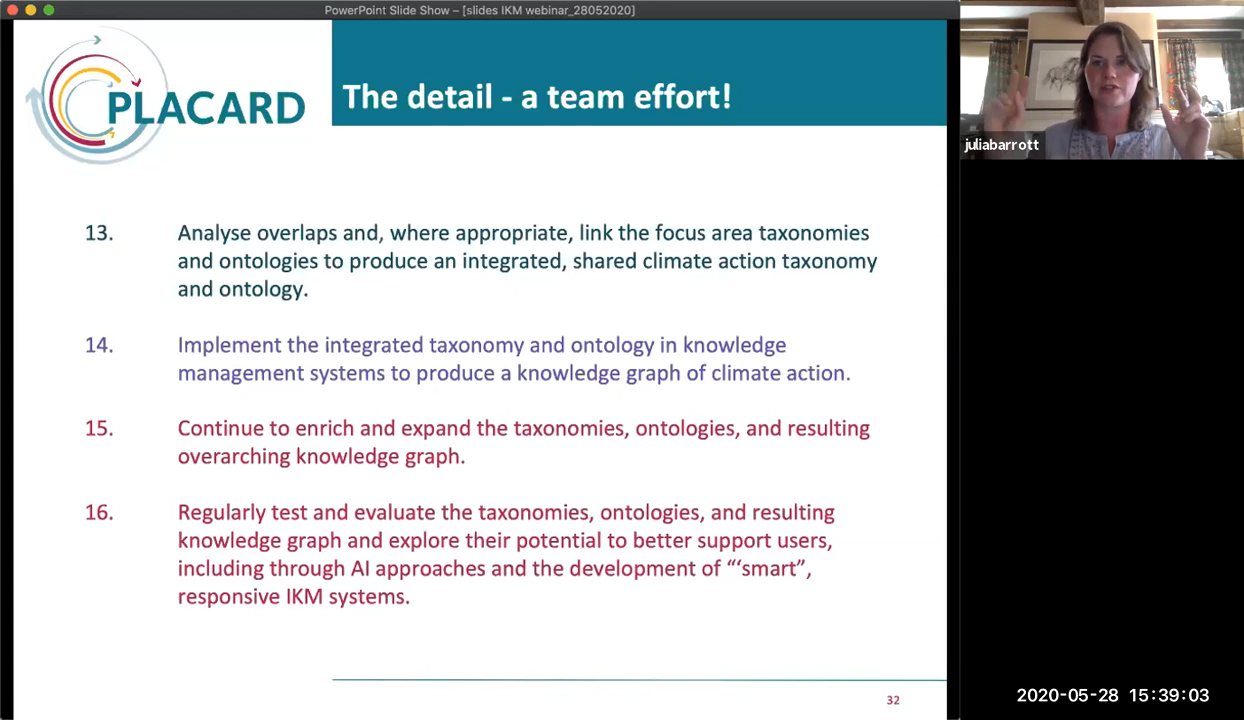 PowerPoint Slide Show – [slides IKM webinar_28052020]
PLACARD
The detail - a team effort!
juliabarrott
13. Analyse overlaps and, where appropriate, link the focus area taxonomies
and ontologies to produce an integrated, shared climate action taxonomy
and ontology.
14. Implement the integrated taxonomy and ontology in knowledge
management systems to produce a knowledge graph of climate action.
15. Continue to enrich and expand the taxonomies, ontologies, and resulting
overarching knowledge graph.
16. Regularly test and evaluate the taxonomies, ontologies, and resulting
knowledge graph and explore their potential to better support users,
including through AI approaches and the development of “‘smart”,
responsive IKM systems.
32
2020-05-28 15:39:03